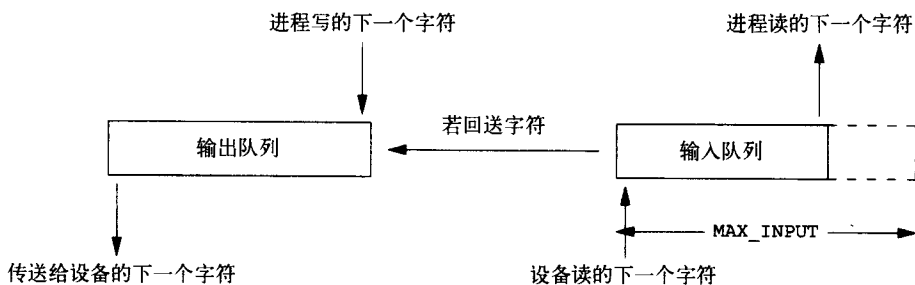 进程写的下一个字符
进程读的下一个字符
输出队列
若回送字符
输入队列
MAX_INPUT
传送给设备的下一个字符
设备读的下一个字符